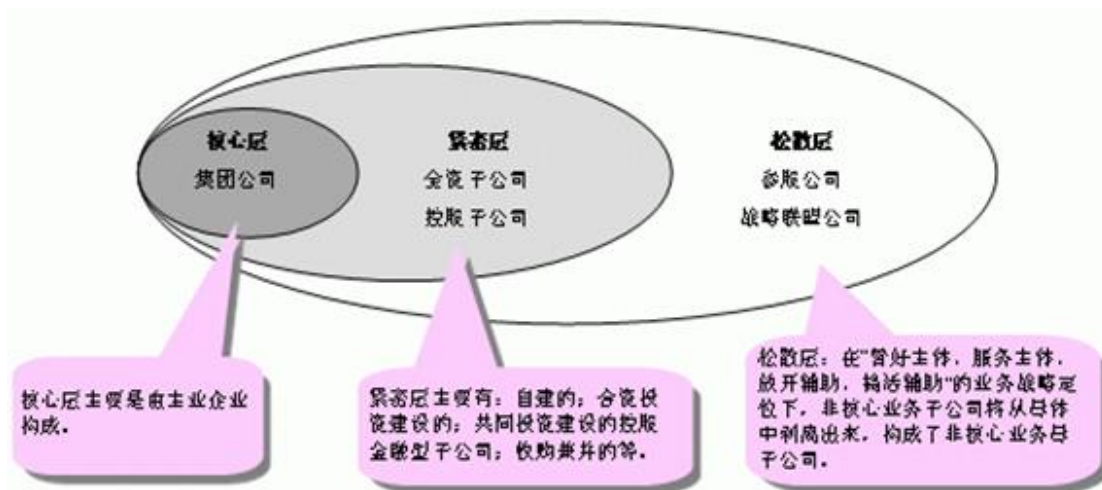 核心层
集团公司
紧密层
全资子公司
控股子公司
松散层
参股公司
战略联盟公司
核心层主要是由主业企业
构成。
紧密层主要有：自建的；合资投
资建设的；共同投资建设的控股
金融型子公司；收购兼并的等。
松散层：在"管好主体，服务主体，
放开辅助，搞活辅助"的业务战略定
位下，非核心业务子公司将从母体
中剥离出来，构成了非核心业务母
子公司。